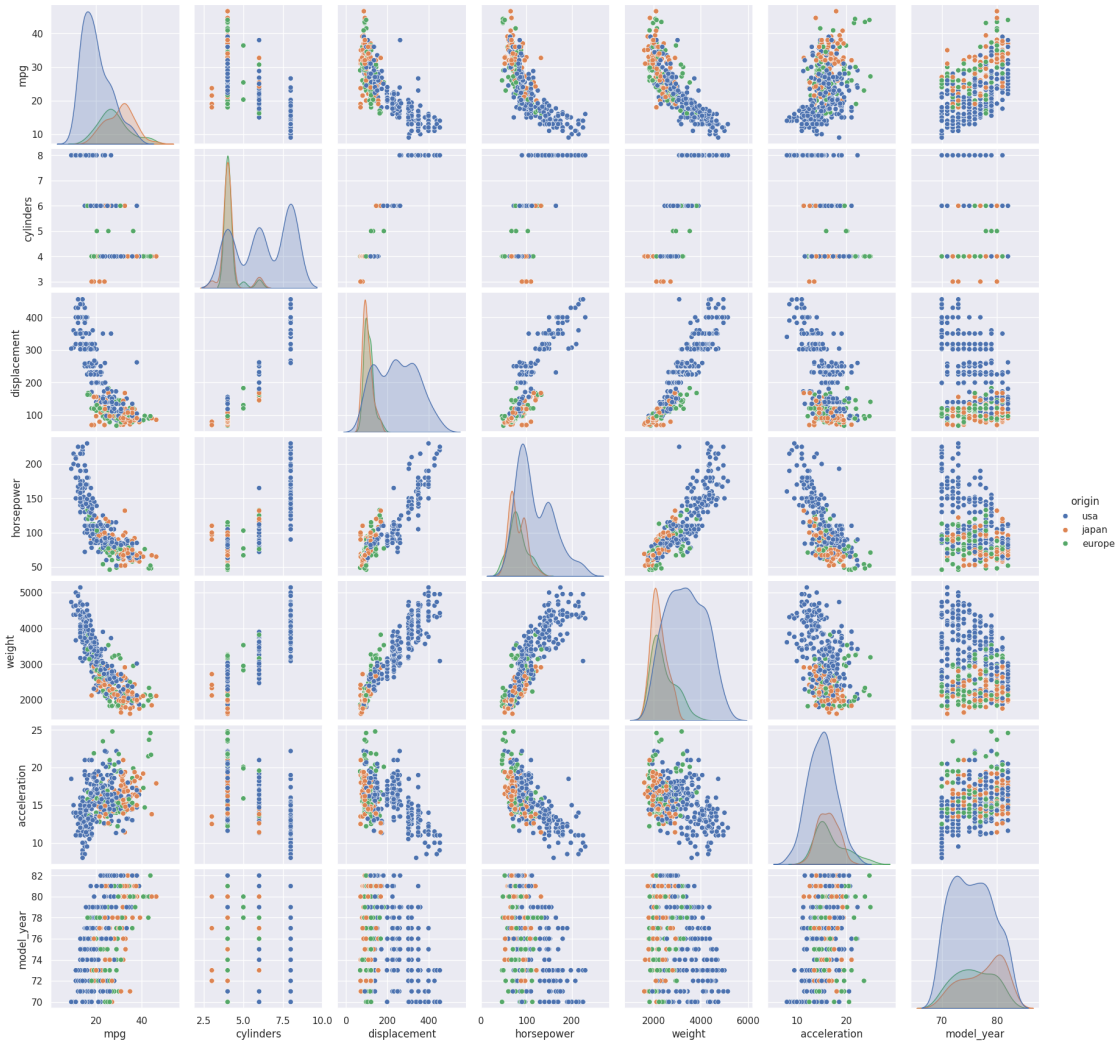 40
30
20
10
mpg
8
7
6
5
4
3
cylinders
400
300
200
100
displacement
200
150
100
50
horsepower
5000
4000
3000
2000
weight
25
20
15
10
acceleration
82
80
78
76
74
72
70
model_year
20 40
mpg
2.5 5.0 7.5 10.0
cylinders
0 200 400
displacement
0 100 200
horsepower
2000 4000 6000
weight
10 20
acceleration
70 80
model_year
origin
usa
japan
europe